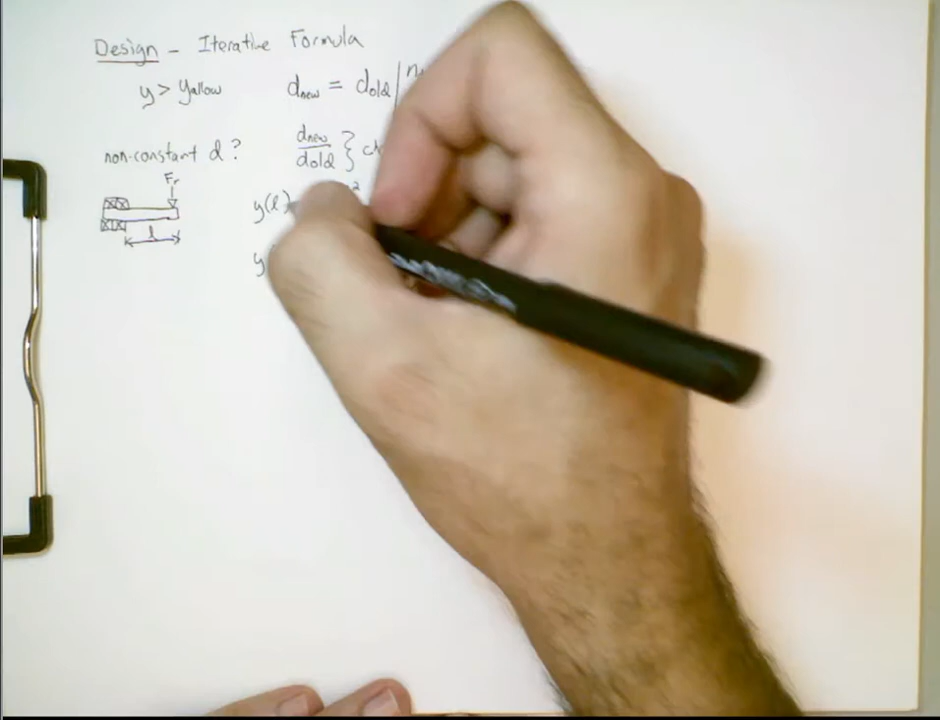 Design - Iterative Formula
y > yallow dnew = dold |
non-constant d? dnew
dold }
Fr
y(l)
l
y